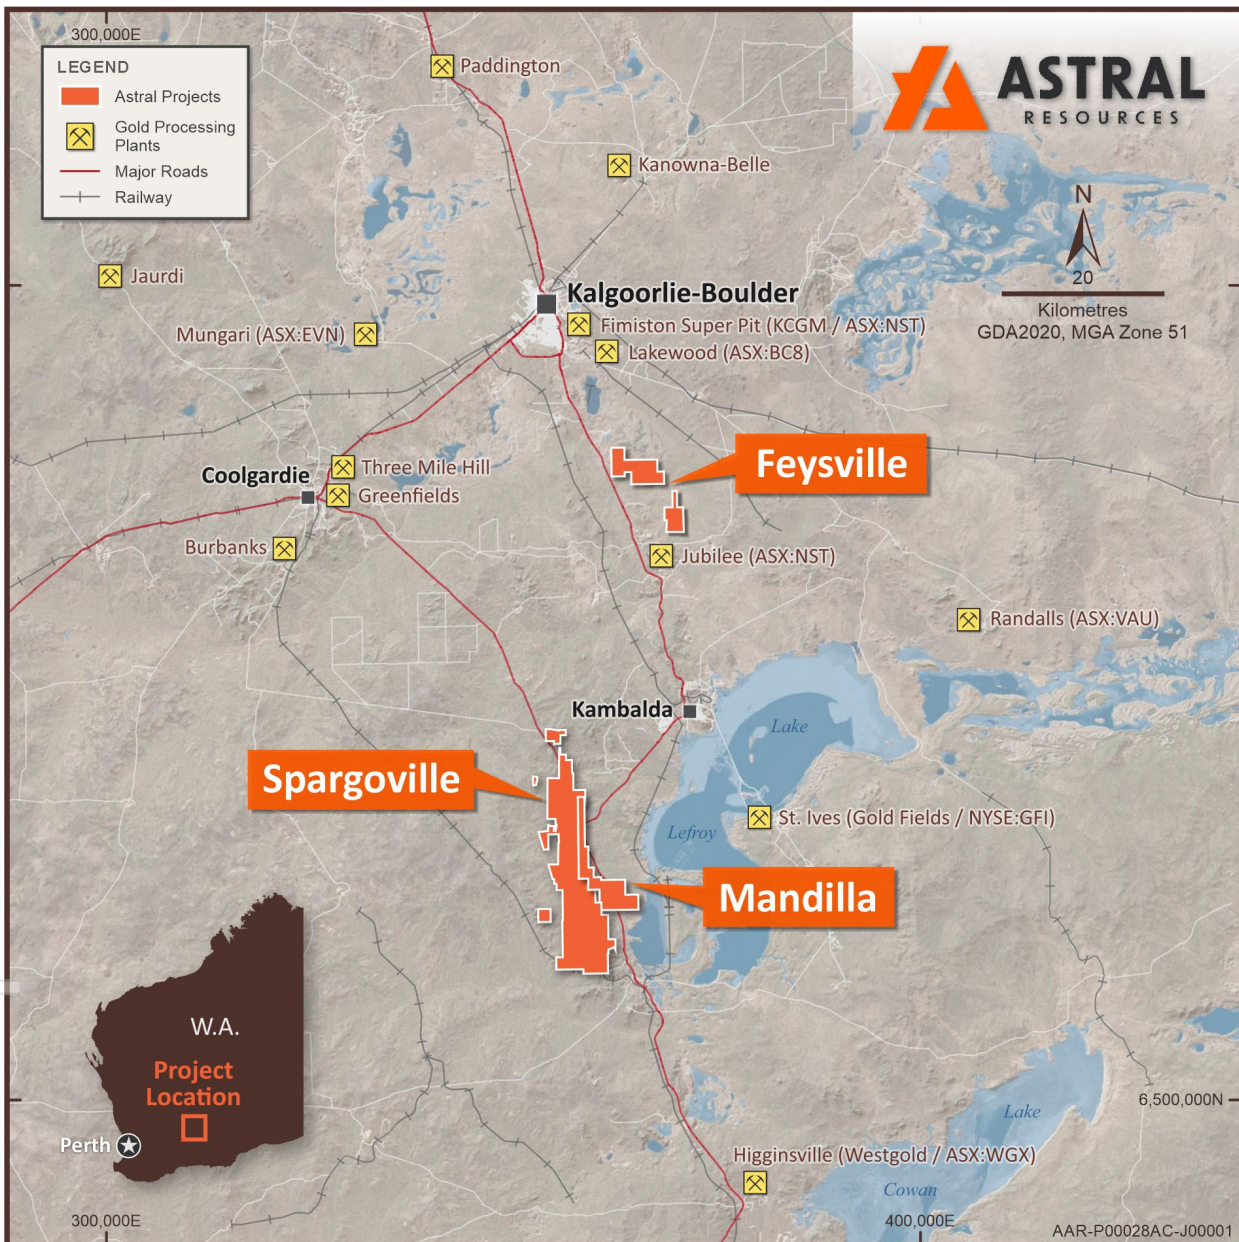 300,000E
LEGEND
Astral Projects
Gold Processing
Plants
Major Roads
Railway
ASTRAL
RESOURCES
Paddington
Kanowna-Belle
N
20
Kilometres
GDA2020, MGA Zone 51
Jaurdi
Kalgoorlie-Boulder
Mungari (ASX:EVN)
Fimiston Super Pit (KCGM / ASX:NST)
Lakewood (ASX:BC8)
Feysville
Three Mile Hill
Coolgardie
Greenfields
Burbanks
Jubilee (ASX:NST)
Randalls (ASX:VAU)
Kambalda
Lake
Spargoville
St. Ives (Gold Fields / NYSE:GFI)
Lefroy
Mandilla
W.A.
Project
Location
Perth
6,500,000N
Lake
Higginsville (Westgold / ASX:WGX)
Cowan
300,000E
400,000E
AAR-P00028AC-J00001